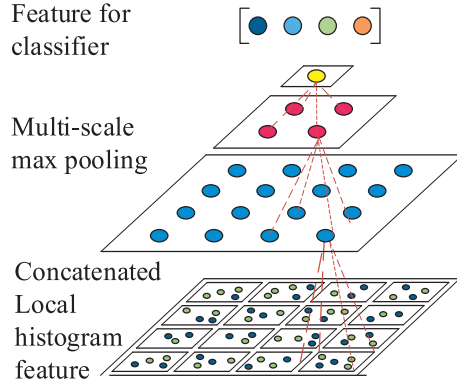 Feature for
classifier
Multi-scale
max pooling
Concatenated
Local
histogram
feature